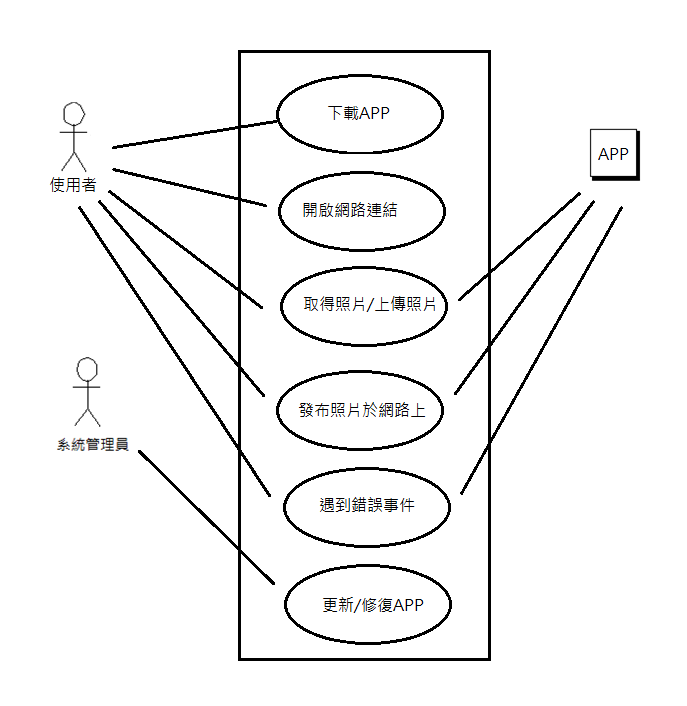 下載APP
使用者
APP
開啟網路連結
取得照片/上傳照片
發布照片於網路上
系統管理員
遇到錯誤事件
更新/修復APP